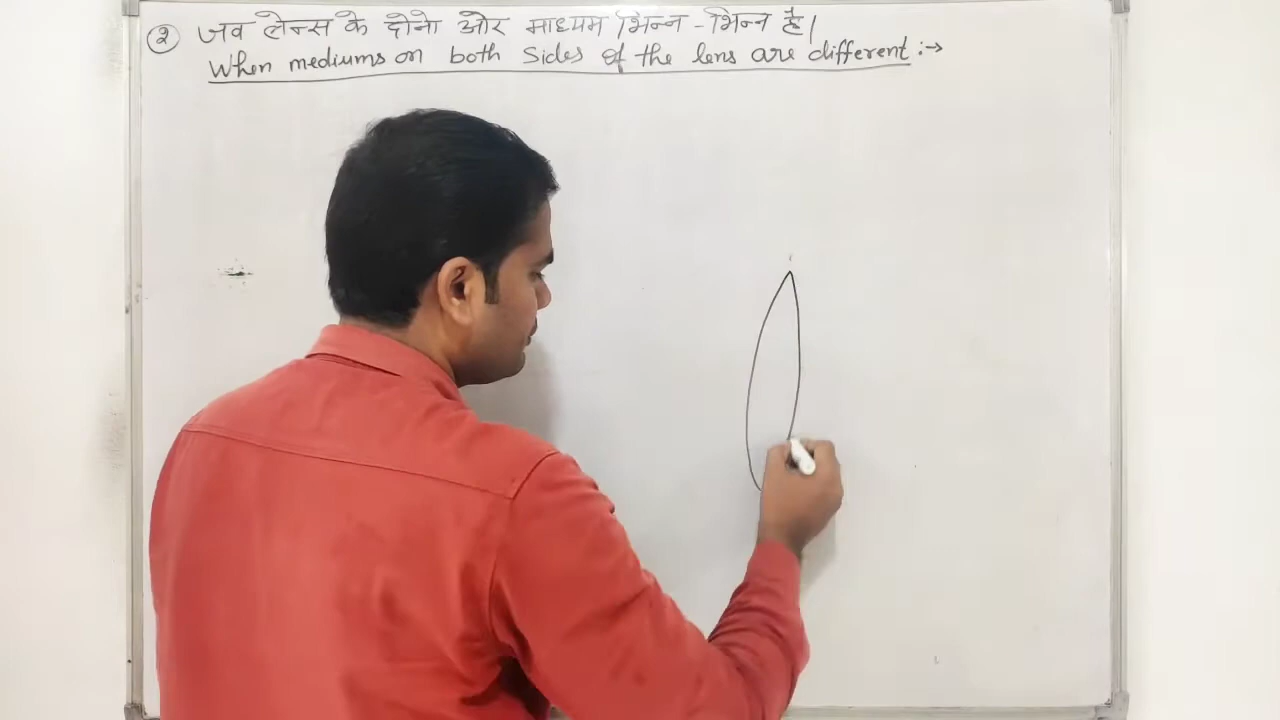 ② जब लेन्स के दोनो ओर माध्यम भिन्न - भिन्न है।
When mediums on both Sides of the lens are different :→